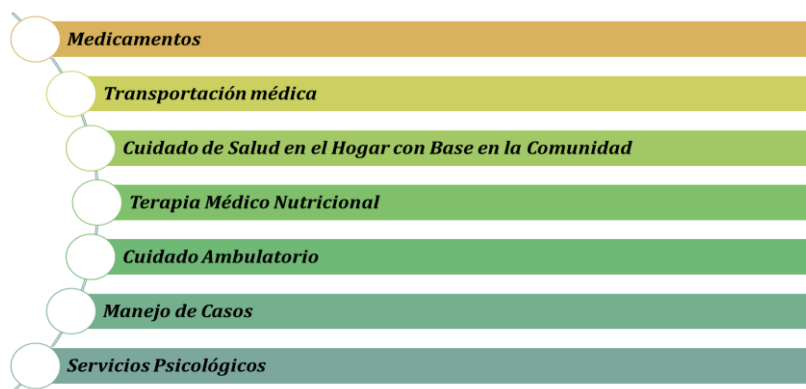 Medicamentos
Transportación médica
Cuidado de Salud en el Hogar con Base en la Comunidad
Terapia Médico Nutricional
Cuidado Ambulatorio
Manejo de Casos
Servicios Psicológicos